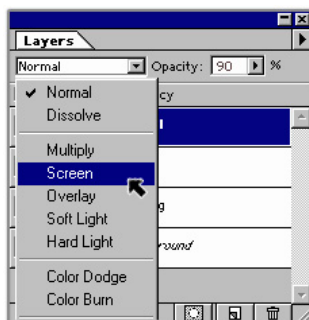 Layers
Normal Opacity: 90 %
Normal
Dissolve
Multiply
Screen
Overlay
Soft Light
Hard Light
Color Dodge
Color Burn